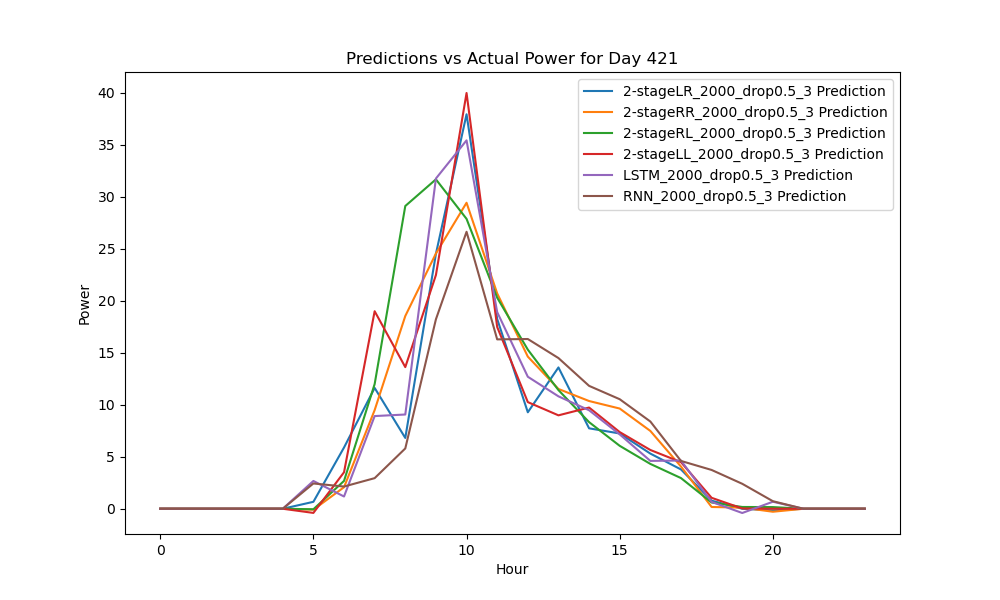 Predictions vs Actual Power for Day 421
2-stageLR_2000_drop0.5_3 Prediction
2-stageRR_2000_drop0.5_3 Prediction
2-stageRL_2000_drop0.5_3 Prediction
2-stageLL_2000_drop0.5_3 Prediction
LSTM_2000_drop0.5_3 Prediction
RNN_2000_drop0.5_3 Prediction
Power
40
35
30
25
20
15
10
5
0
0 5 10 15 20
Hour